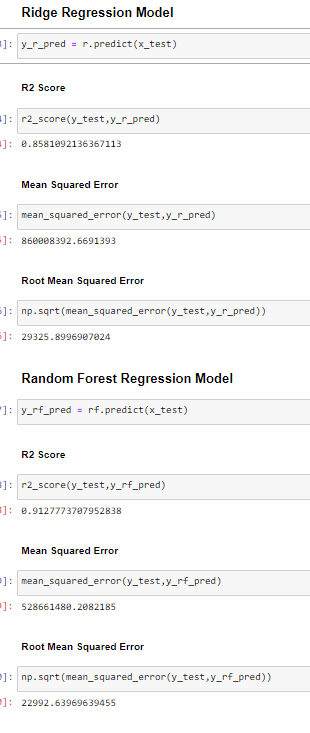 Ridge Regression Model
]: y_r_pred = r.predict(x_test)
R2 Score
]: r2_score(y_test,y_r_pred)
]: 0.8581092136367113
Mean Squared Error
]: mean_squared_error(y_test,y_r_pred)
]: 860008392.6691393
Root Mean Squared Error
]: np.sqrt(mean_squared_error(y_test,y_r_pred))
]: 29325.8996907024
Random Forest Regression Model
]: y_rf_pred = rf.predict(x_test)
R2 Score
]: r2_score(y_test,y_rf_pred)
]: 0.9127773707952838
Mean Squared Error
]: mean_squared_error(y_test,y_rf_pred)
]: 528661480.2082185
Root Mean Squared Error
]: np.sqrt(mean_squared_error(y_test,y_rf_pred))
]: 22992.63969639455